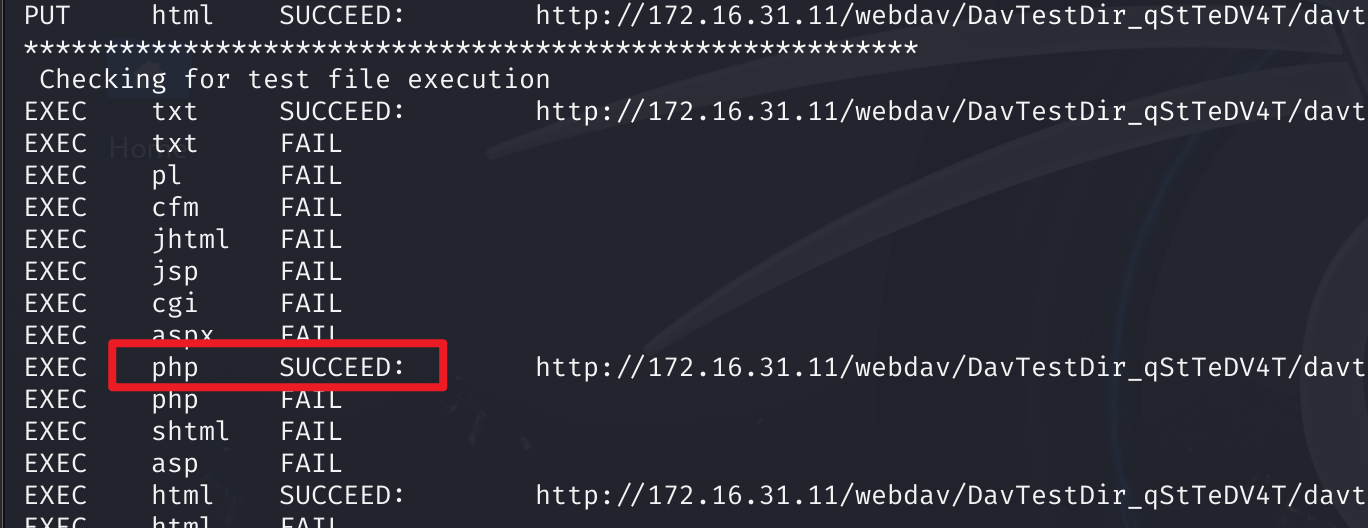 PUT html SUCCEED: http://172.16.31.11/webdav/DavTestDir_qStTeDV4T/davt
********************************************************
Checking for test file execution
EXEC txt SUCCEED: http://172.16.31.11/webdav/DavTestDir_qStTeDV4T/davt
EXEC txt FAIL
Home
EXEC pl FAIL
EXEC cfm FAIL
EXEC jhtml FAIL
EXEC jsp FAIL
EXEC cgi FAIL
EXEC aspx FAIL
EXEC php SUCCEED: http://172.16.31.11/webdav/DavTestDir_qStTeDV4T/davt
EXEC php FAIL
EXEC shtml FAIL
EXEC asp FAIL
EXEC html SUCCEED: http://172.16.31.11/webdav/DavTestDir_qStTeDV4T/davt
EXEC html FAIL